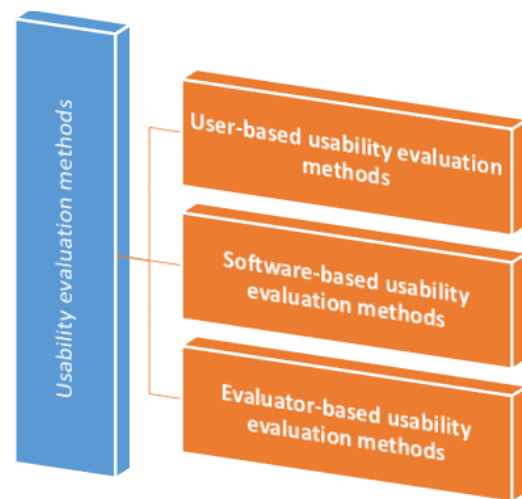 Usability evaluation methods
User-based usability evaluation
methods
Software-based usability
evaluation methods
Evaluator-based usability
evaluation methods